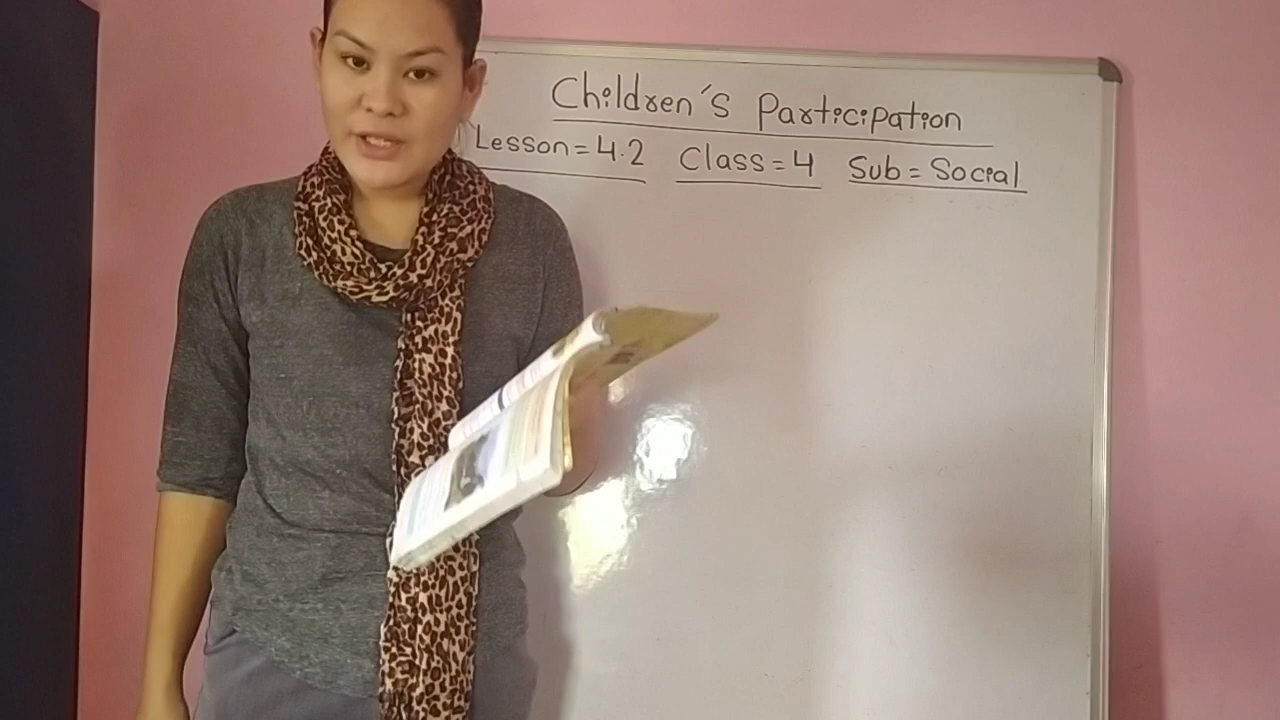 Children's Participation
Lesson = 4.2 Class = 4 Sub = Social